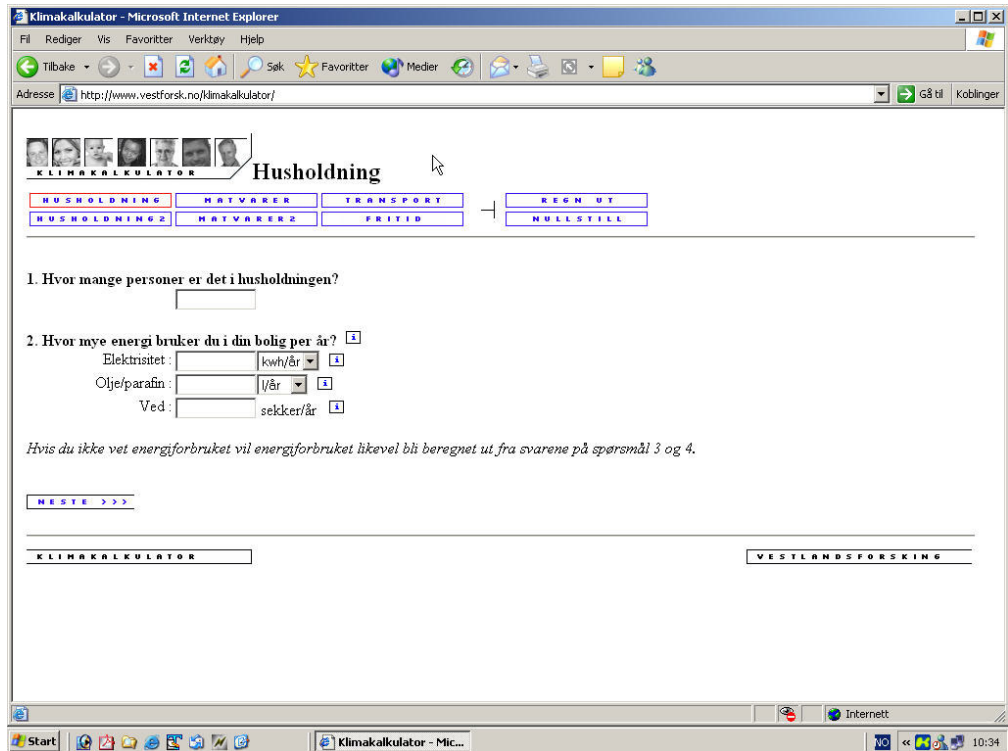 Klimakalkulator - Microsoft Internet Explorer
Fil Rediger Vis Favoritter Verktøy Hjelp
Tilbake Søk Favoritter Medier
Adresse http://www.vestforsk.no/klimakalkulator/ Gå til Koblinger
KLIMAKALKULATOR Husholdning
HUSHOLDNING MATVARER TRANSPORT REGN UT
HUSHOLDNING2 MATVARER2 FRITID NULLSTILL
1. Hvor mange personer er det i husholdningen?
2. Hvor mye energi bruker du i din bolig per år? i
Elektrisitet : kwh/år i
Olje/parafin : l/år i
Ved : sekker/år i
Hvis du ikke vet energiforbruket vil energiforbruket likevel bli beregnet ut fra svarene på spørsmål 3 og 4.
NESTE >>>
KLIMAKALKULATOR VESTLANDSFORSKING
Internett
Start Klimakalkulator - Mic... NO « 10:34